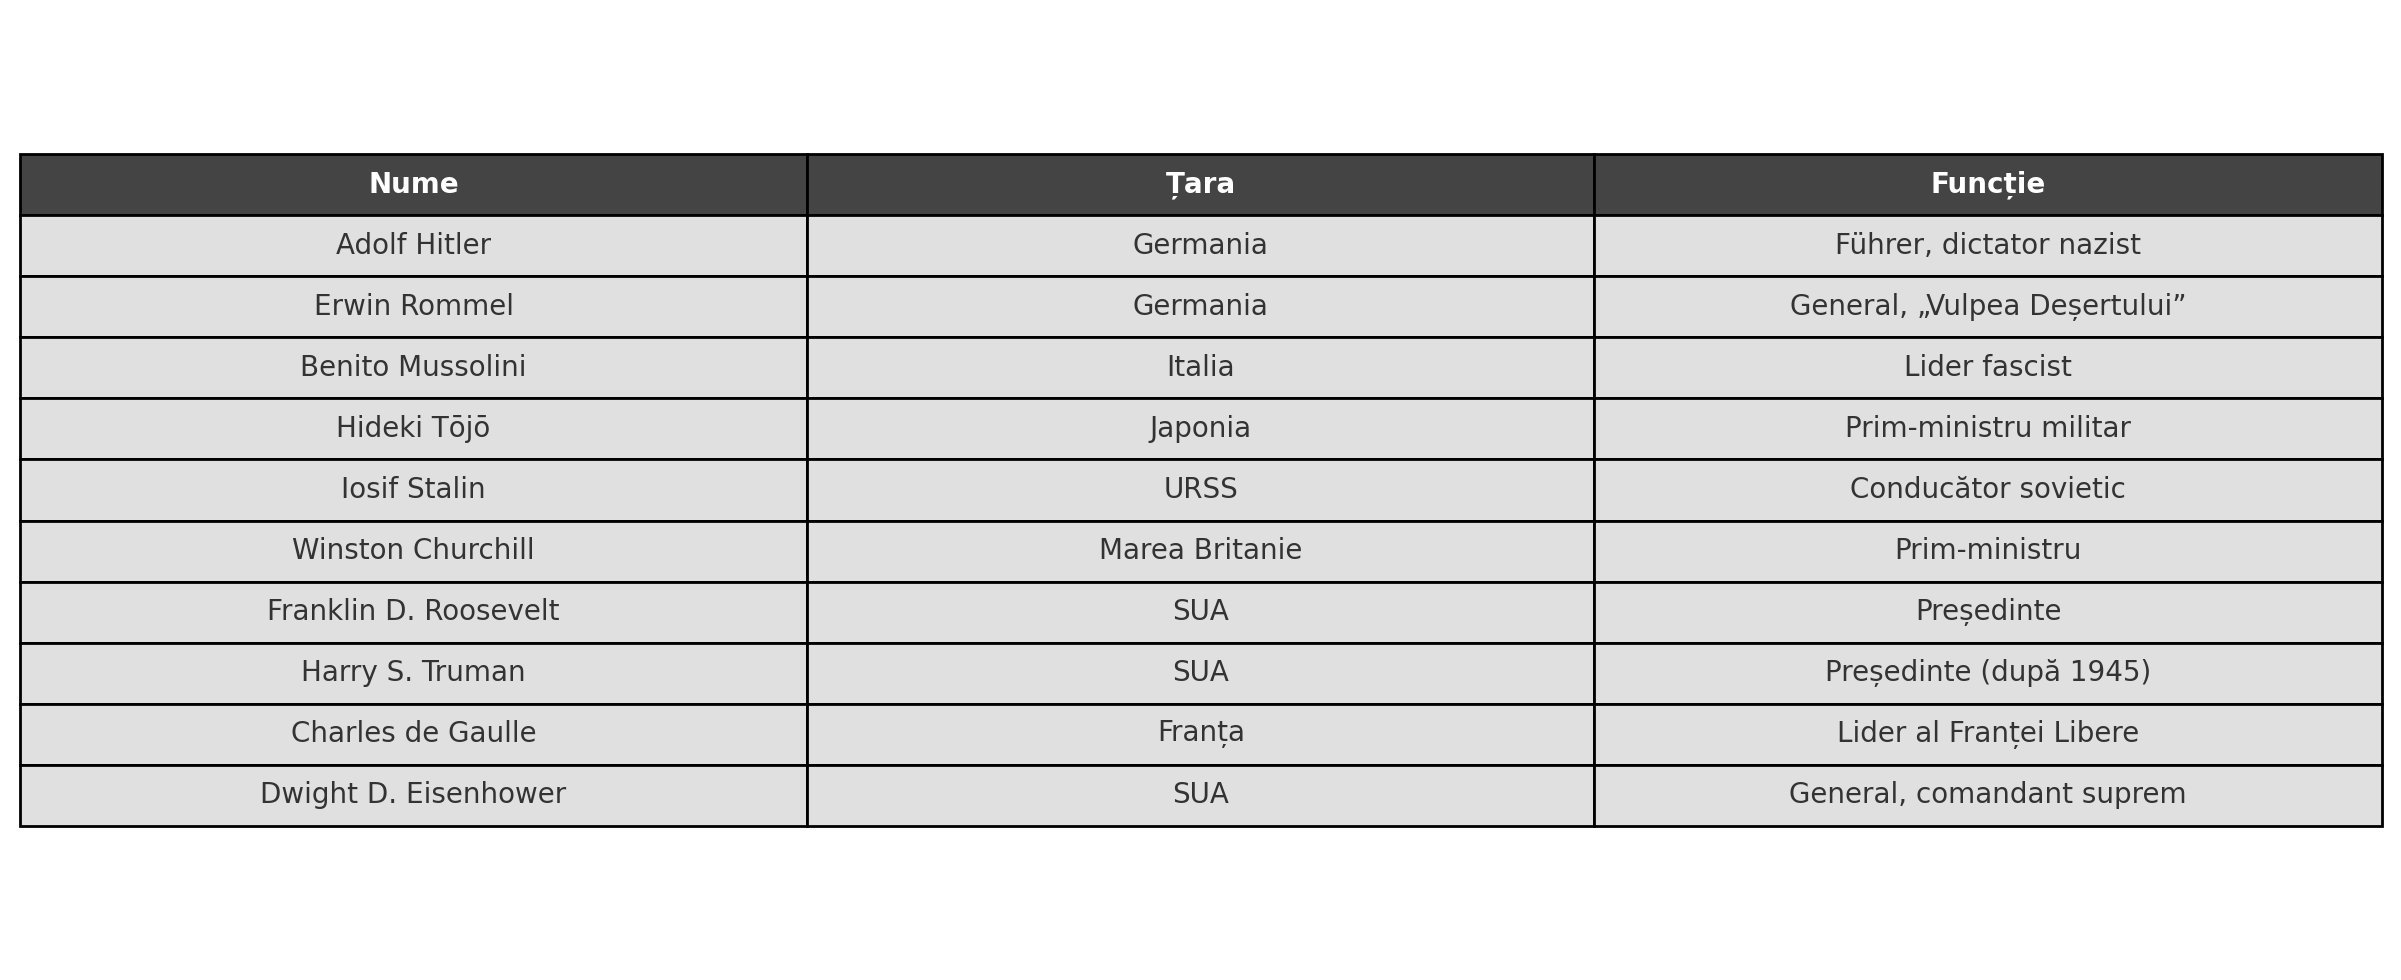 Nume Țara Funcție
Adolf Hitler Germania Führer, dictator nazist
Erwin Rommel Germania General, „Vulpea Deșertului”
Benito Mussolini Italia Lider fascist
Hideki Tōjō Japonia Prim-ministru militar
Iosif Stalin URSS Conducător sovietic
Winston Churchill Marea Britanie Prim-ministru
Franklin D. Roosevelt SUA Președinte
Harry S. Truman SUA Președinte (după 1945)
Charles de Gaulle Franța Lider al Franței Libere
Dwight D. Eisenhower SUA General, comandant suprem